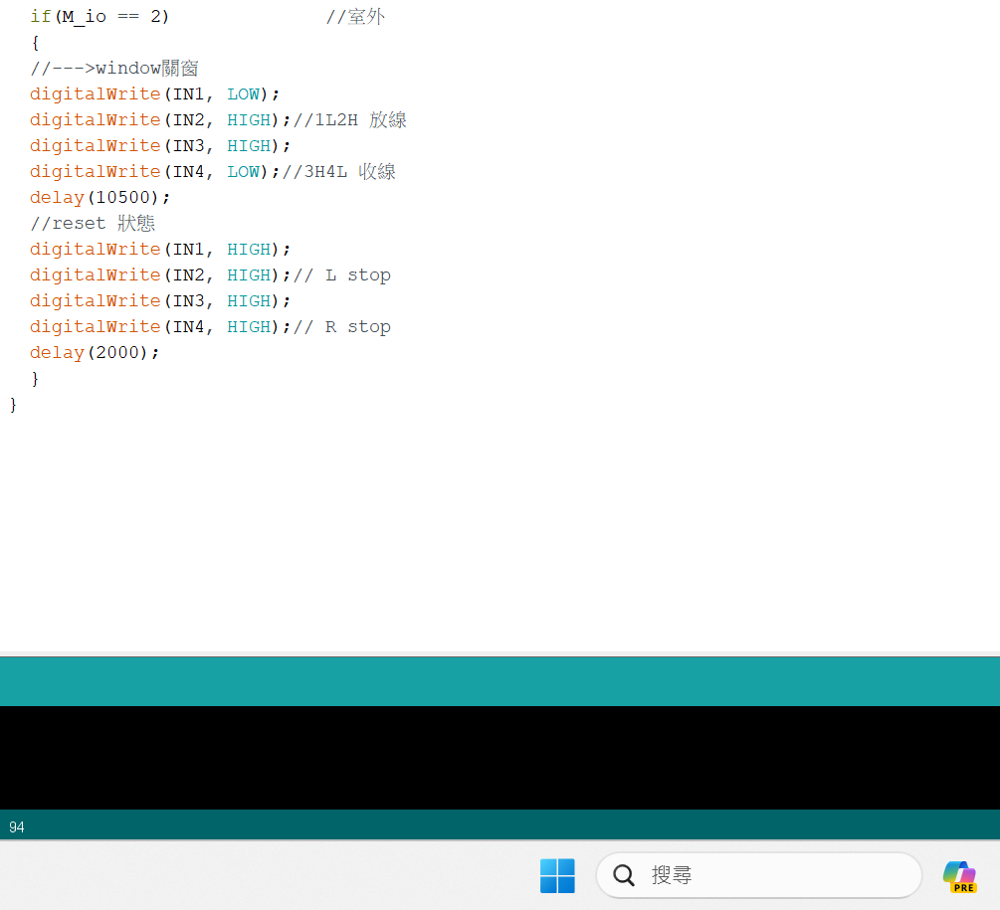 if(M_io == 2)               //室外
{
//--->window關窗
digitalWrite(IN1, LOW);
digitalWrite(IN2, HIGH);//1L2H 放線
digitalWrite(IN3, HIGH);
digitalWrite(IN4, LOW);//3H4L 收線
delay(10500);
//reset 狀態
digitalWrite(IN1, HIGH);
digitalWrite(IN2, HIGH);// L stop
digitalWrite(IN3, HIGH);
digitalWrite(IN4, HIGH);// R stop
delay(2000);
}
}
94
搜尋
PRE